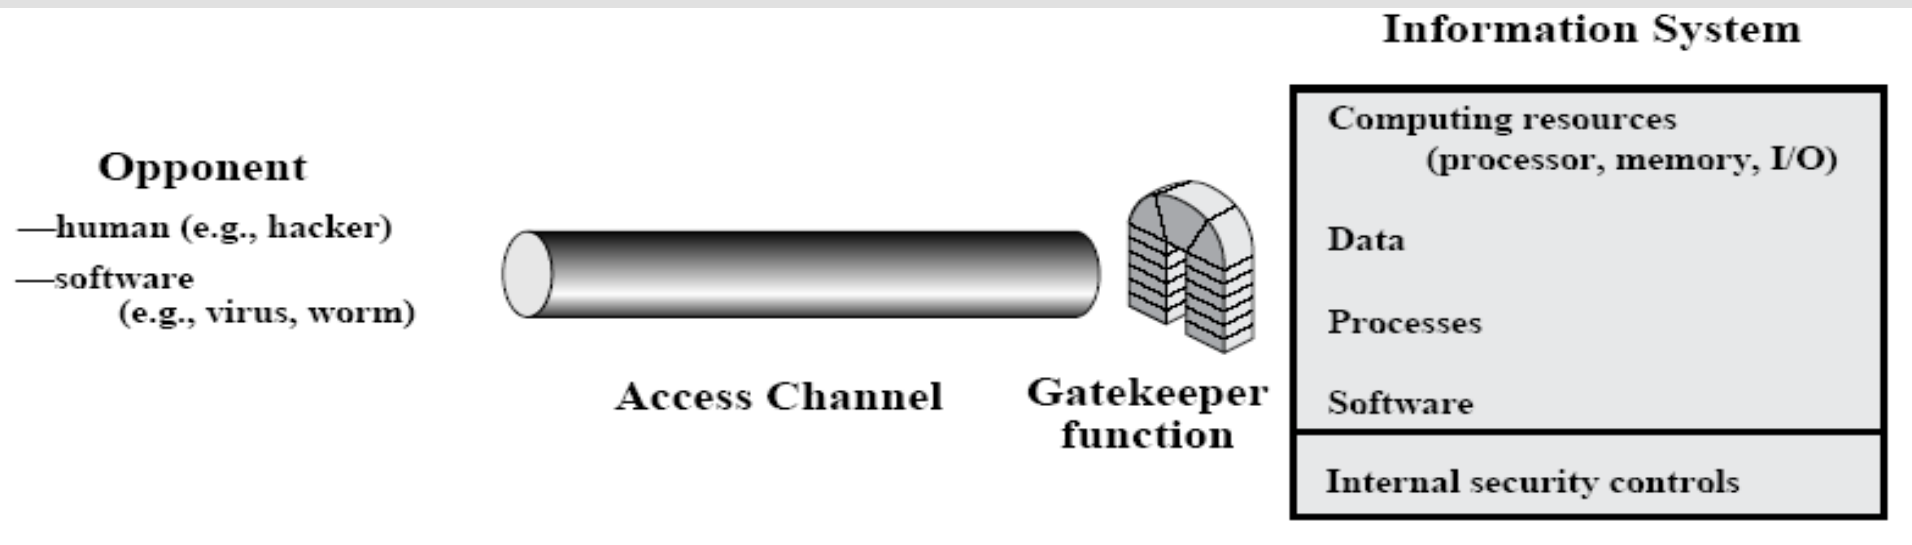 Information System
Opponent
—human (e.g., hacker)
—software
(e.g., virus, worm)
Access Channel
Gatekeeper
function
Computing resources
(processor, memory, I/O)
Data
Processes
Software
Internal security controls